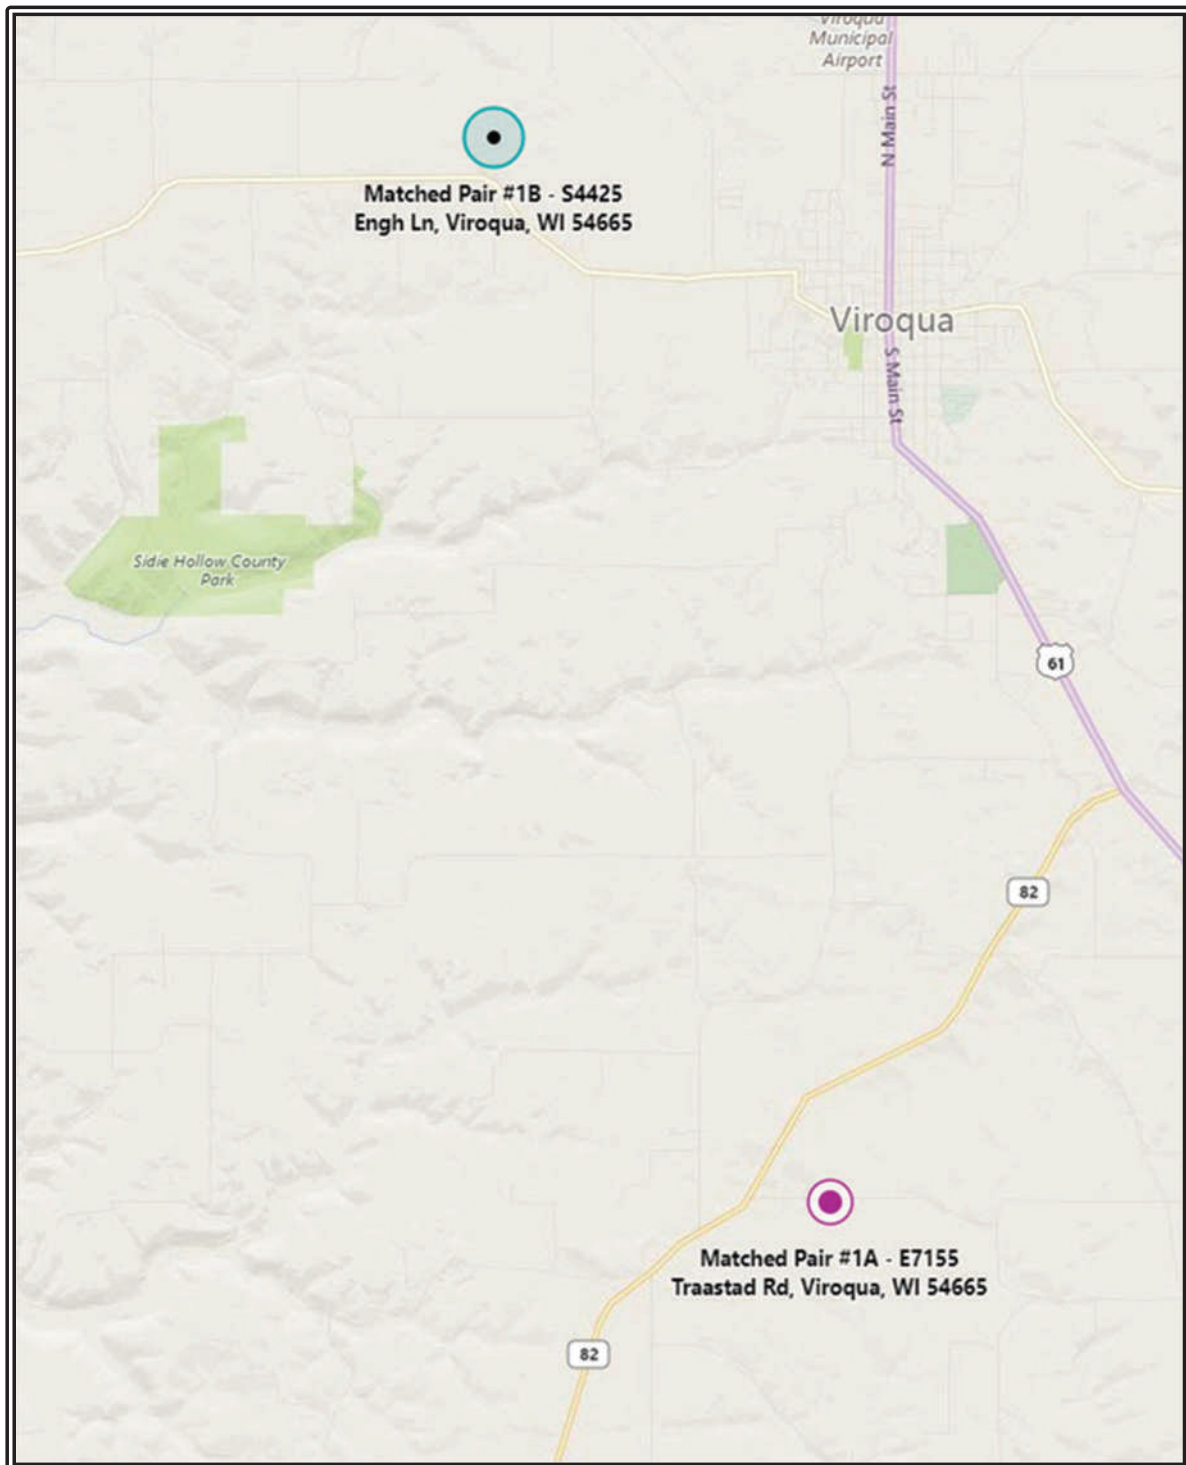 Viroqua
Municipal
Airport
N Main St
Matched Pair #1B - S4425
Engh Ln, Viroqua, WI 54665
Viroqua
S Main St
Sidie Hollow County
Park
61
82
Matched Pair #1A - E7155
Traastad Rd, Viroqua, WI 54665
82